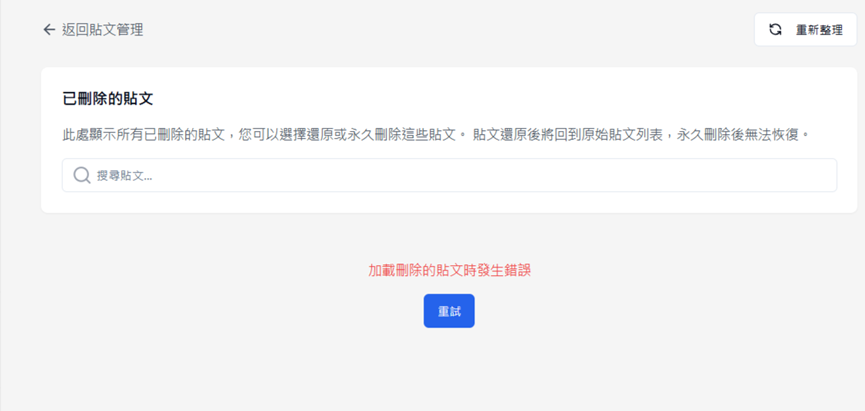 返回貼文管理
重新整理
已刪除的貼文
此處顯示所有已刪除的貼文，您可以選擇還原或永久刪除這些貼文。 貼文還原後將回到原始貼文列表，永久刪除後無法恢復。
搜尋貼文...
加載刪除的貼文時發生錯誤
重試